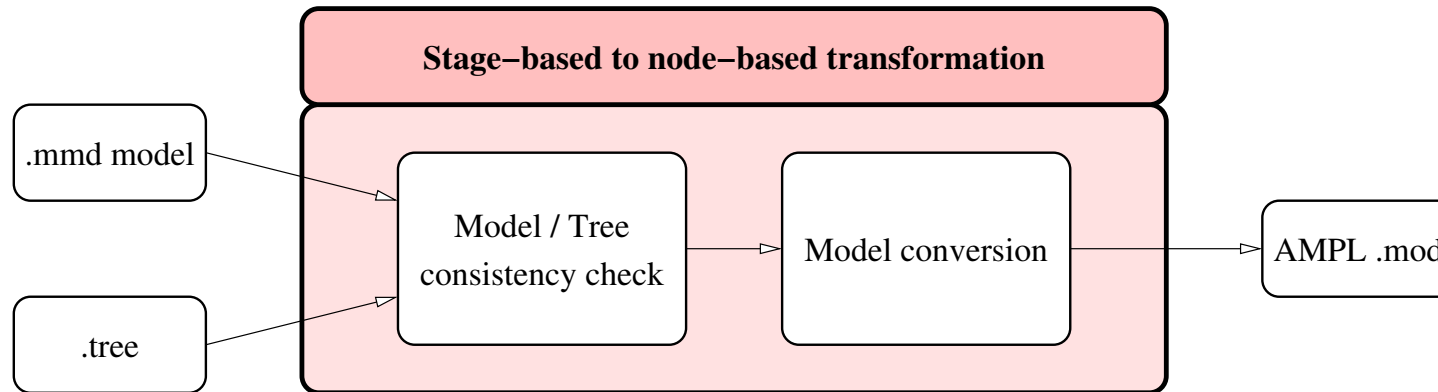 Stage−based to node−based transformation
.mmd model
Model / Tree
consistency check
Model conversion
AMPL .mod
.tree